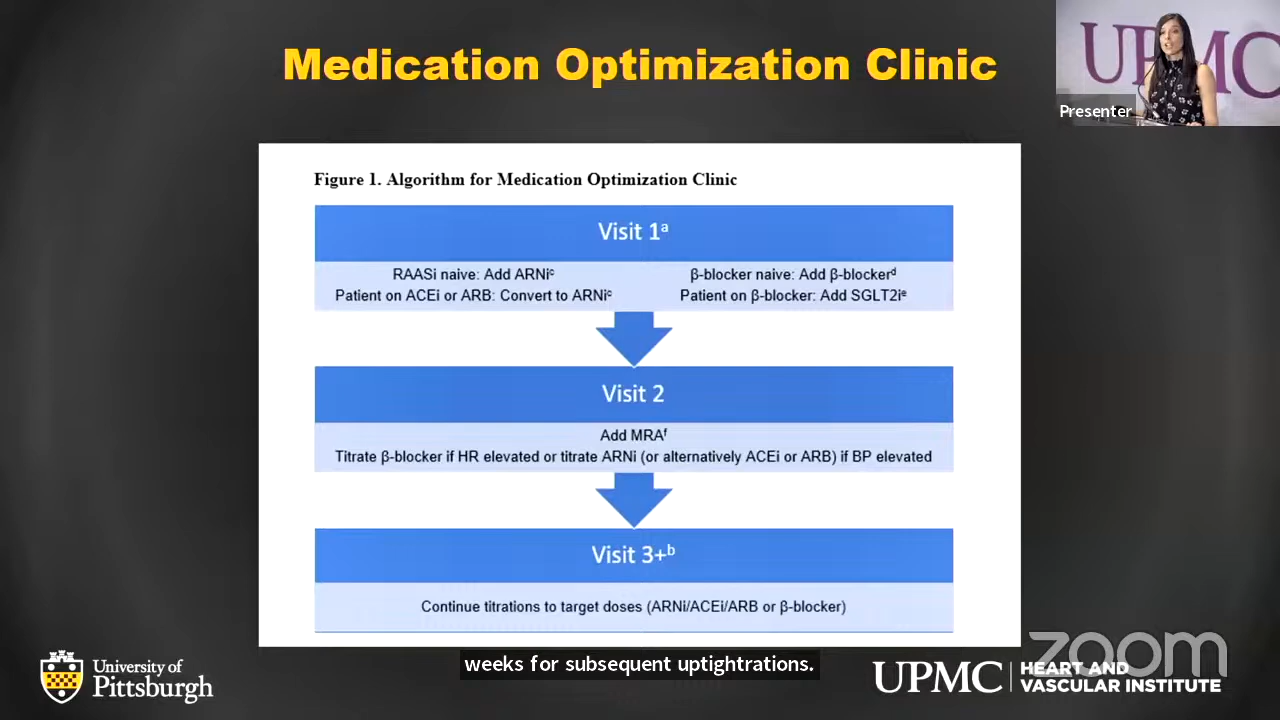 Medication Optimization Clinic
UPMC
Presenter
Figure 1. Algorithm for Medication Optimization Clinic
Visit 1ᵃ
RAASi naive: Add ARNiᶜ
Patient on ACEi or ARB: Convert to ARNiᶜ
β-blocker naive: Add β-blockerᵈ
Patient on β-blocker: Add SGLT2iᵉ
Visit 2
Add MRAᶠ
Titrate β-blocker if HR elevated or titrate ARNi (or alternatively ACEi or ARB) if BP elevated
Visit 3+ᵇ
Continue titrations to target doses (ARNi/ACEi/ARB or β-blocker)
weeks for subsequent uptightrations.
University of
Pittsburgh
UPMC
HEART AND
VASCULAR INSTITUTE
zoom